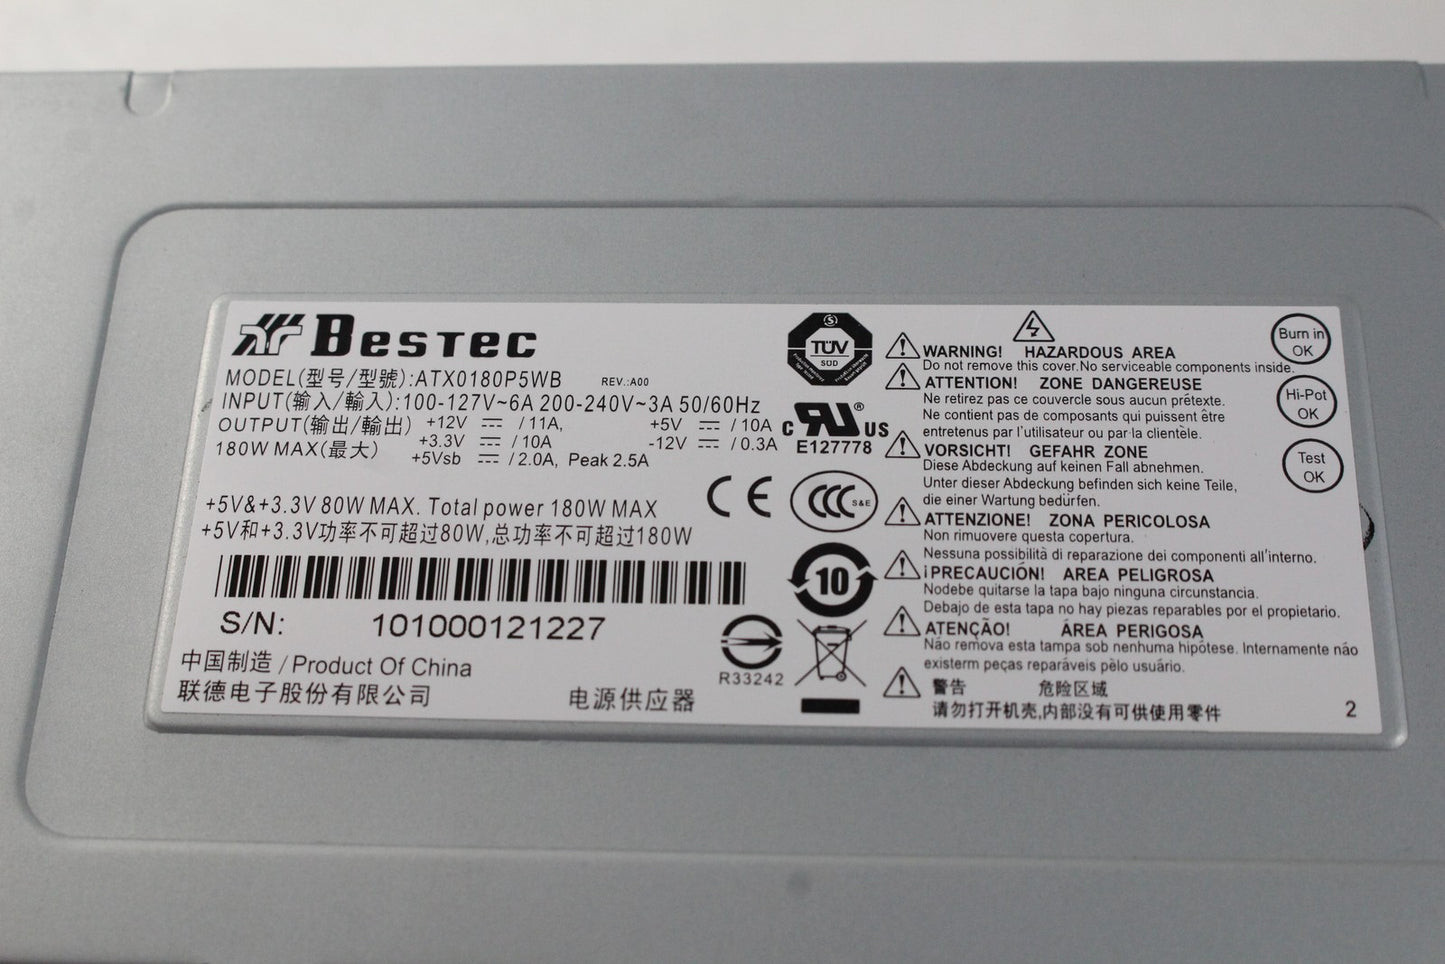 BESTEC
MODEL(型号/型號):ATX0180P5WB REV.:A00
INPUT(输入/輸入):100-127V~6A 200-240V~3A 50/60Hz
OUTPUT(输出/輸出) +12V /11A, +5V /10A
180W MAX(最大) +3.3V /10A -12V /0.3A
+5Vsb /2.0A, Peak 2.5A
+5V&+3.3V 80W MAX. Total power 180W MAX
+5V和+3.3V功率不可超过80W,总功率不可超过180W
S/N: 101000121227
中国制造 / Product Of China
联德电子股份有限公司 电源供应器
TÜV
SÜD
C UR ® US
E127778
CE
CCC S&E
10
R33242
WARNING! HAZARDOUS AREA
Do not remove this cover.No serviceable components inside.
ATTENTION! ZONE DANGEREUSE
Ne retirez pas ce couvercle sous aucun prêtexte.
Ne contient pas de composants qui puissent être
entretenus par l'utilisateur ou par la clientèle.
VORSICHT! GEFAHR ZONE
Diese Abdeckung auf keinen Fall abnehmen.
Unter dieser Abdeckung befinden sich keine Teile,
die einer Wartung bedürfen.
ATTENZIONE! ZONA PERICOLOSA
Non rimuovere questa copertura.
Nessuna possibilità di reparazione dei componenti all'interno.
¡PRECAUCIÓN! AREA PELIGROSA
Nodebe quitarse la tapa bajo ninguna circunstancia.
Debajo de esta tapa no hay piezas reparables por el propietario.
ATENÇÃO! ÁREA PERIGOSA
Não remova esta tampa sob nenhuma hipótese. Internamente não
existerm peças reparáveis pèlo usuário.
警告 危险区域
请勿打开机壳,内部没有可供使用零件
2
Burn in
OK
Hi-Pot
OK
Test
OK